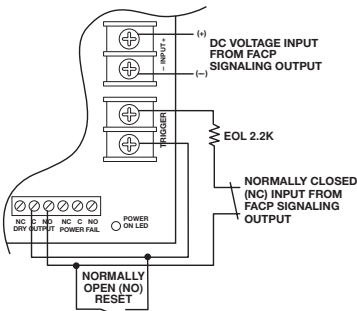 (+)
DC VOLTAGE INPUT
FROM FACP
SIGNALING OUTPUT
(–)
– INPUT +
TRIGGER
EOL 2.2K
NORMALLY CLOSED
(NC) INPUT FROM
FACP SIGNALING
OUTPUT
NC C NO NC C NO
DRY OUTPUT POWER FAIL
POWER
ON LED
NORMALLY
OPEN (NO)
RESET